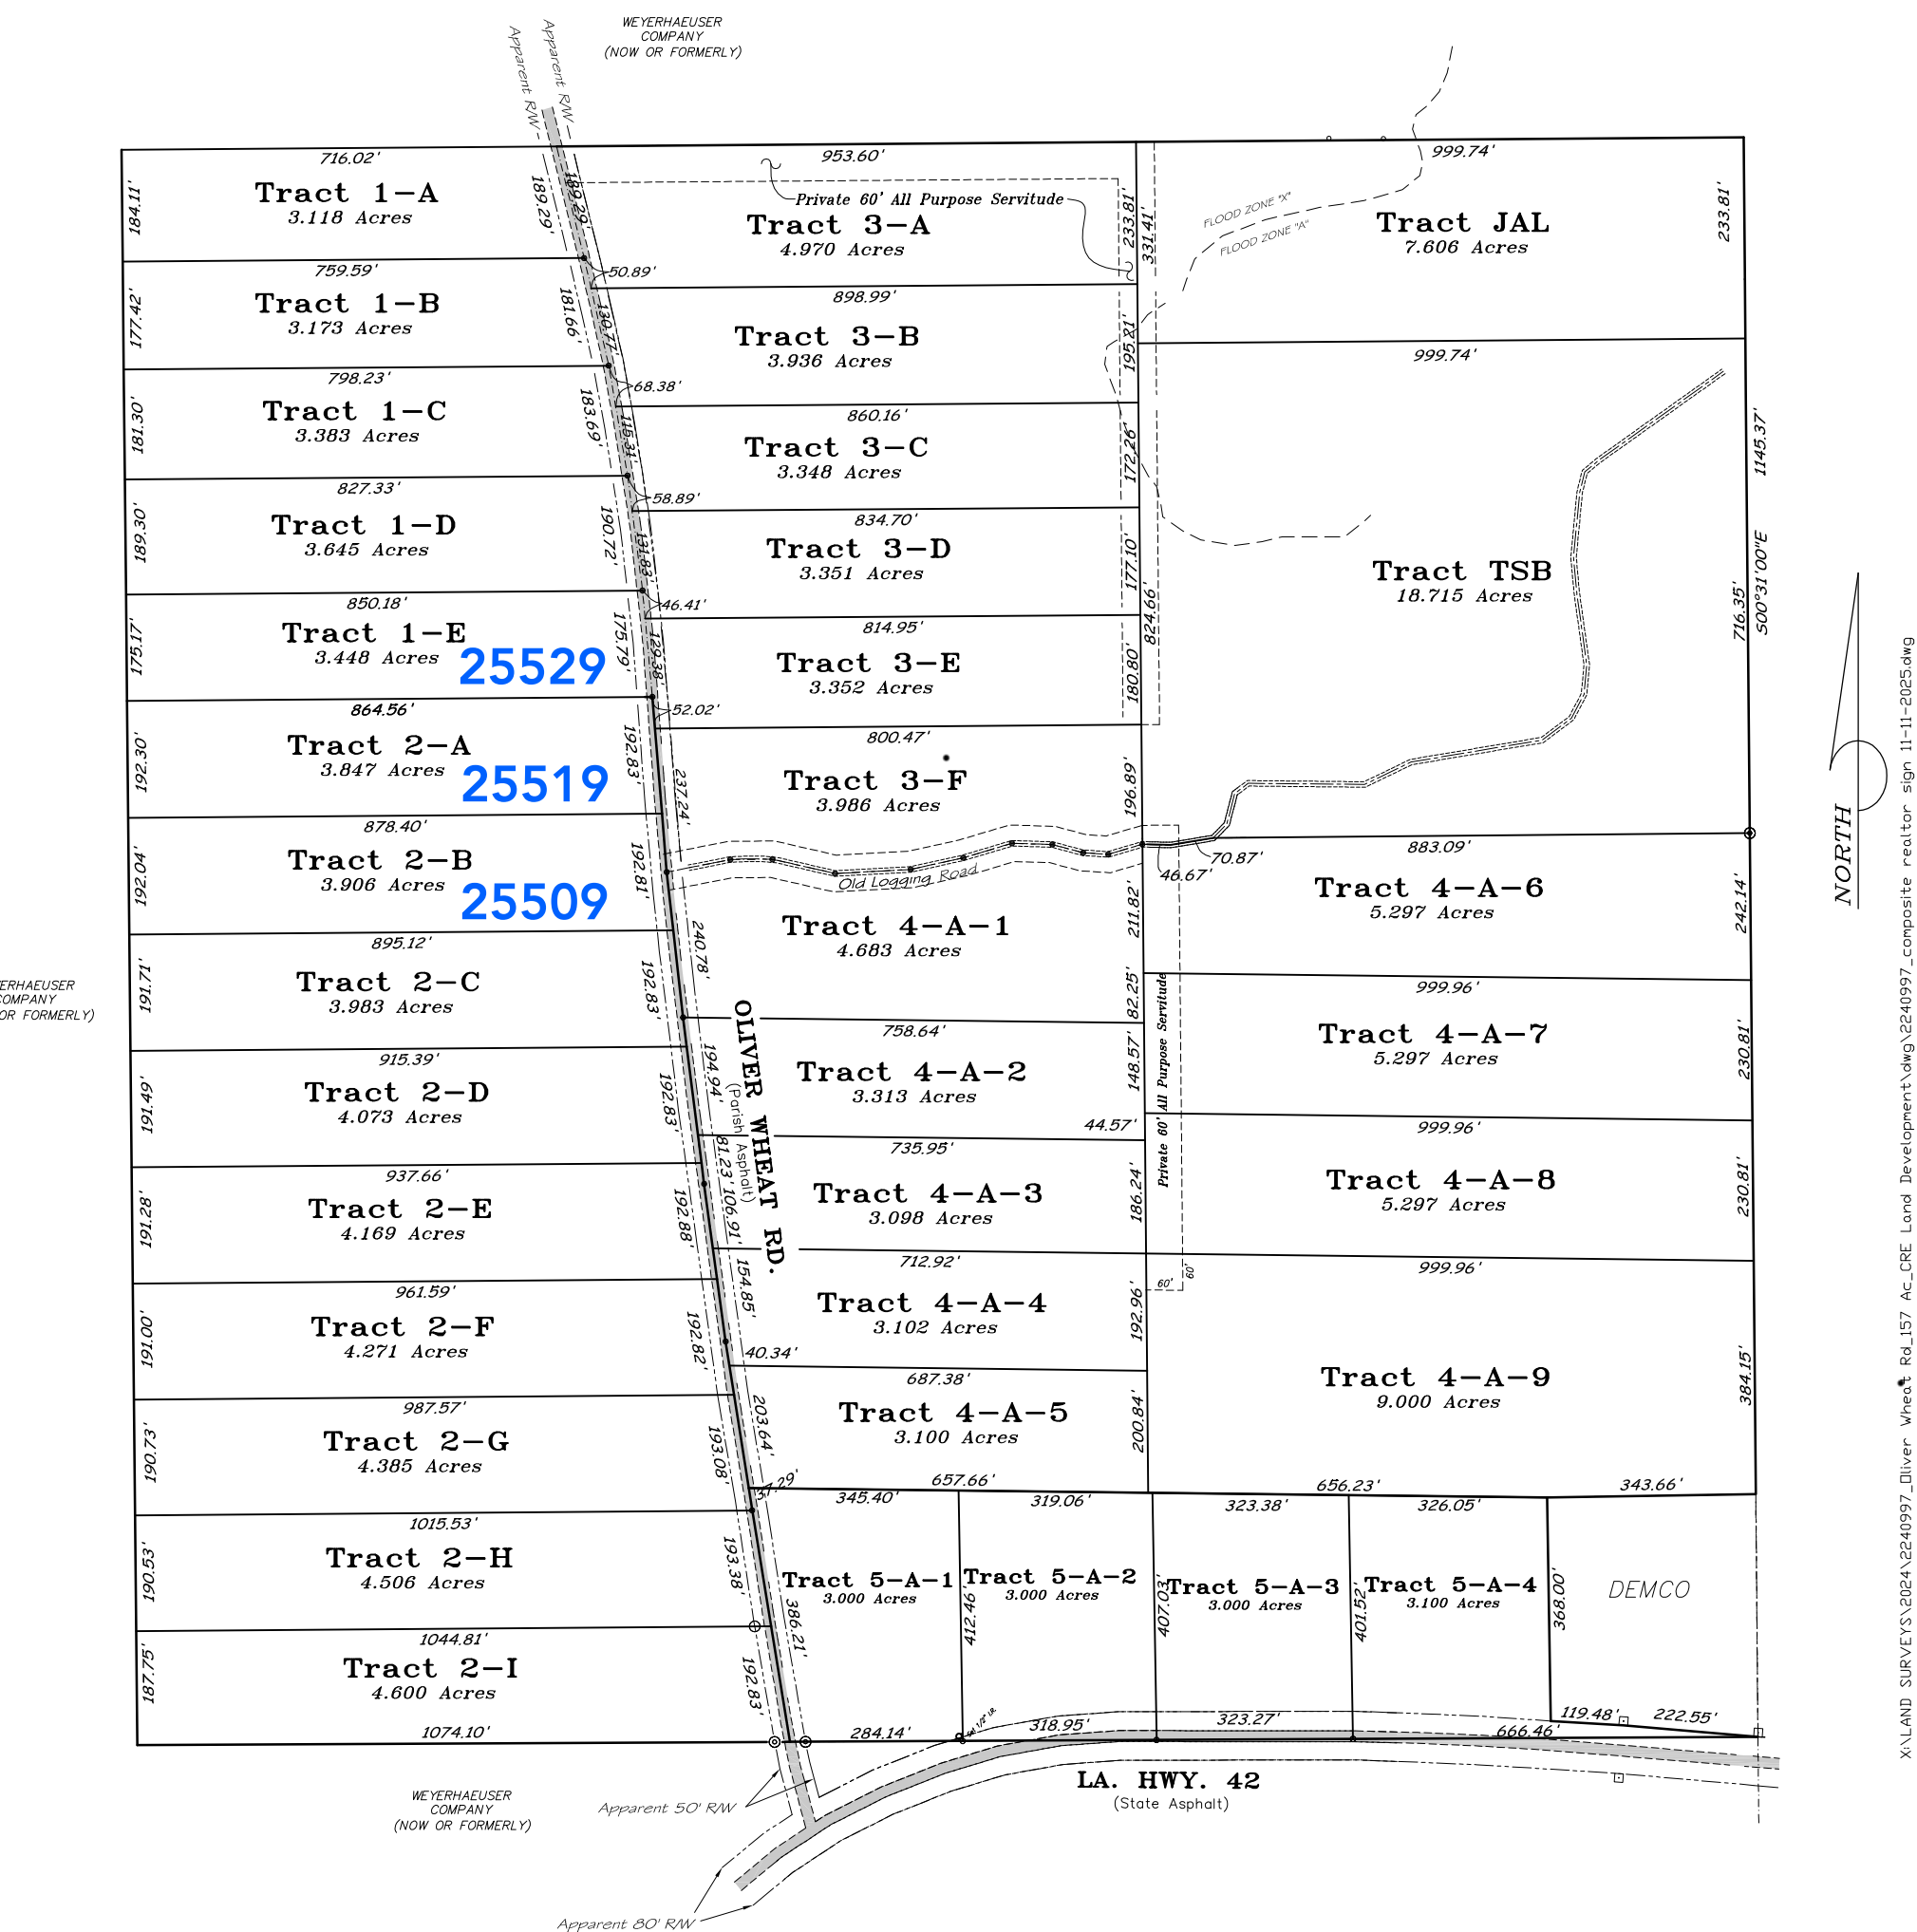 WEYERHAEUSER
COMPANY
(NOW OR FORMERLY)
Apparent R/W
Apparent R/W
716.02'
184.11'
Tract 1-A
3.118 Acres
189.29'
189.29'
759.59'
50.89'
177.42'
Tract 1-B
3.173 Acres
181.66'
130.77'
798.23'
68.38'
181.30'
Tract 1-C
3.383 Acres
183.69'
115.31'
827.33'
58.89'
189.30'
Tract 1-D
3.645 Acres
190.72'
131.83'
850.18'
46.41'
175.17'
Tract 1-E
3.448 Acres
25529
175.79'
129.38'
864.56'
52.02'
192.30'
Tract 2-A
3.847 Acres
25519
192.83'
237.24'
878.40'
192.04'
Tract 2-B
3.906 Acres
25509
192.81'
895.12'
191.71'
Tract 2-C
3.983 Acres
192.83'
240.78'
915.39'
191.49'
Tract 2-D
4.073 Acres
192.83'
194.94'
937.66'
191.28'
Tract 2-E
4.169 Acres
192.88'
81.23'
106.91'
961.59'
191.00'
Tract 2-F
4.271 Acres
192.82'
154.85'
987.57'
190.73'
Tract 2-G
4.385 Acres
193.08'
203.64'
1015.53'
190.53'
Tract 2-H
4.506 Acres
193.38'
1044.81'
187.75'
Tract 2-I
4.600 Acres
192.83'
1074.10'
953.60'
Private 60' All Purpose Servitude
Tract 3-A
4.970 Acres
233.81'
331.41'
898.99'
Tract 3-B
3.936 Acres
195.21'
860.16'
Tract 3-C
3.348 Acres
172.26'
834.70'
Tract 3-D
3.351 Acres
177.10'
824.66'
814.95'
Tract 3-E
3.352 Acres
180.80'
800.47'
Tract 3-F
3.986 Acres
196.89'
Old Logging Road
Tract 4-A-1
4.683 Acres
211.82'
82.25'
OLIVER WHEAT RD.
(Parish Asphalt)
758.64'
Tract 4-A-2
3.313 Acres
148.57'
44.57'
735.95'
Tract 4-A-3
3.098 Acres
186.24'
712.92'
Tract 4-A-4
3.102 Acres
192.96'
40.34'
687.38'
Tract 4-A-5
3.100 Acres
200.84'
37.29'
657.66'
999.74'
FLOOD ZONE "X"
FLOOD ZONE "A"
Tract JAL
7.606 Acres
233.81'
999.74'
1145.37'
S00°31'00"E
Tract TSB
18.715 Acres
716.35'
46.67'
70.87'
883.09'
Tract 4-A-6
5.297 Acres
242.14'
999.96'
Private 60' All Purpose Servitude
Tract 4-A-7
5.297 Acres
230.81'
999.96'
Tract 4-A-8
5.297 Acres
230.81'
999.96'
60'
60'
Tract 4-A-9
9.000 Acres
384.15'
656.23'
343.66'
345.40'
319.06'
323.38'
326.05'
Tract 5-A-1
3.000 Acres
386.21'
412.46'
Tract 5-A-2
3.000 Acres
407.03'
Tract 5-A-3
3.000 Acres
401.52'
Tract 5-A-4
3.100 Acres
368.00'
DEMCO
284.14'
318.95'
323.27'
119.48'
222.55'
666.46'
LA. HWY. 42
(State Asphalt)
Apparent 50' R/W
Apparent 80' R/W
WEYERHAEUSER
COMPANY
(NOW OR FORMERLY)
ERHAEUSER
COMPANY
OR FORMERLY)
NORTH
X:\LAND SURVEYS\2024\2240997_Oliver Wheat Rd_157 Ac_CRE Land Development\dwg\2240997_composite realtor sign 11-11-2025.dwg